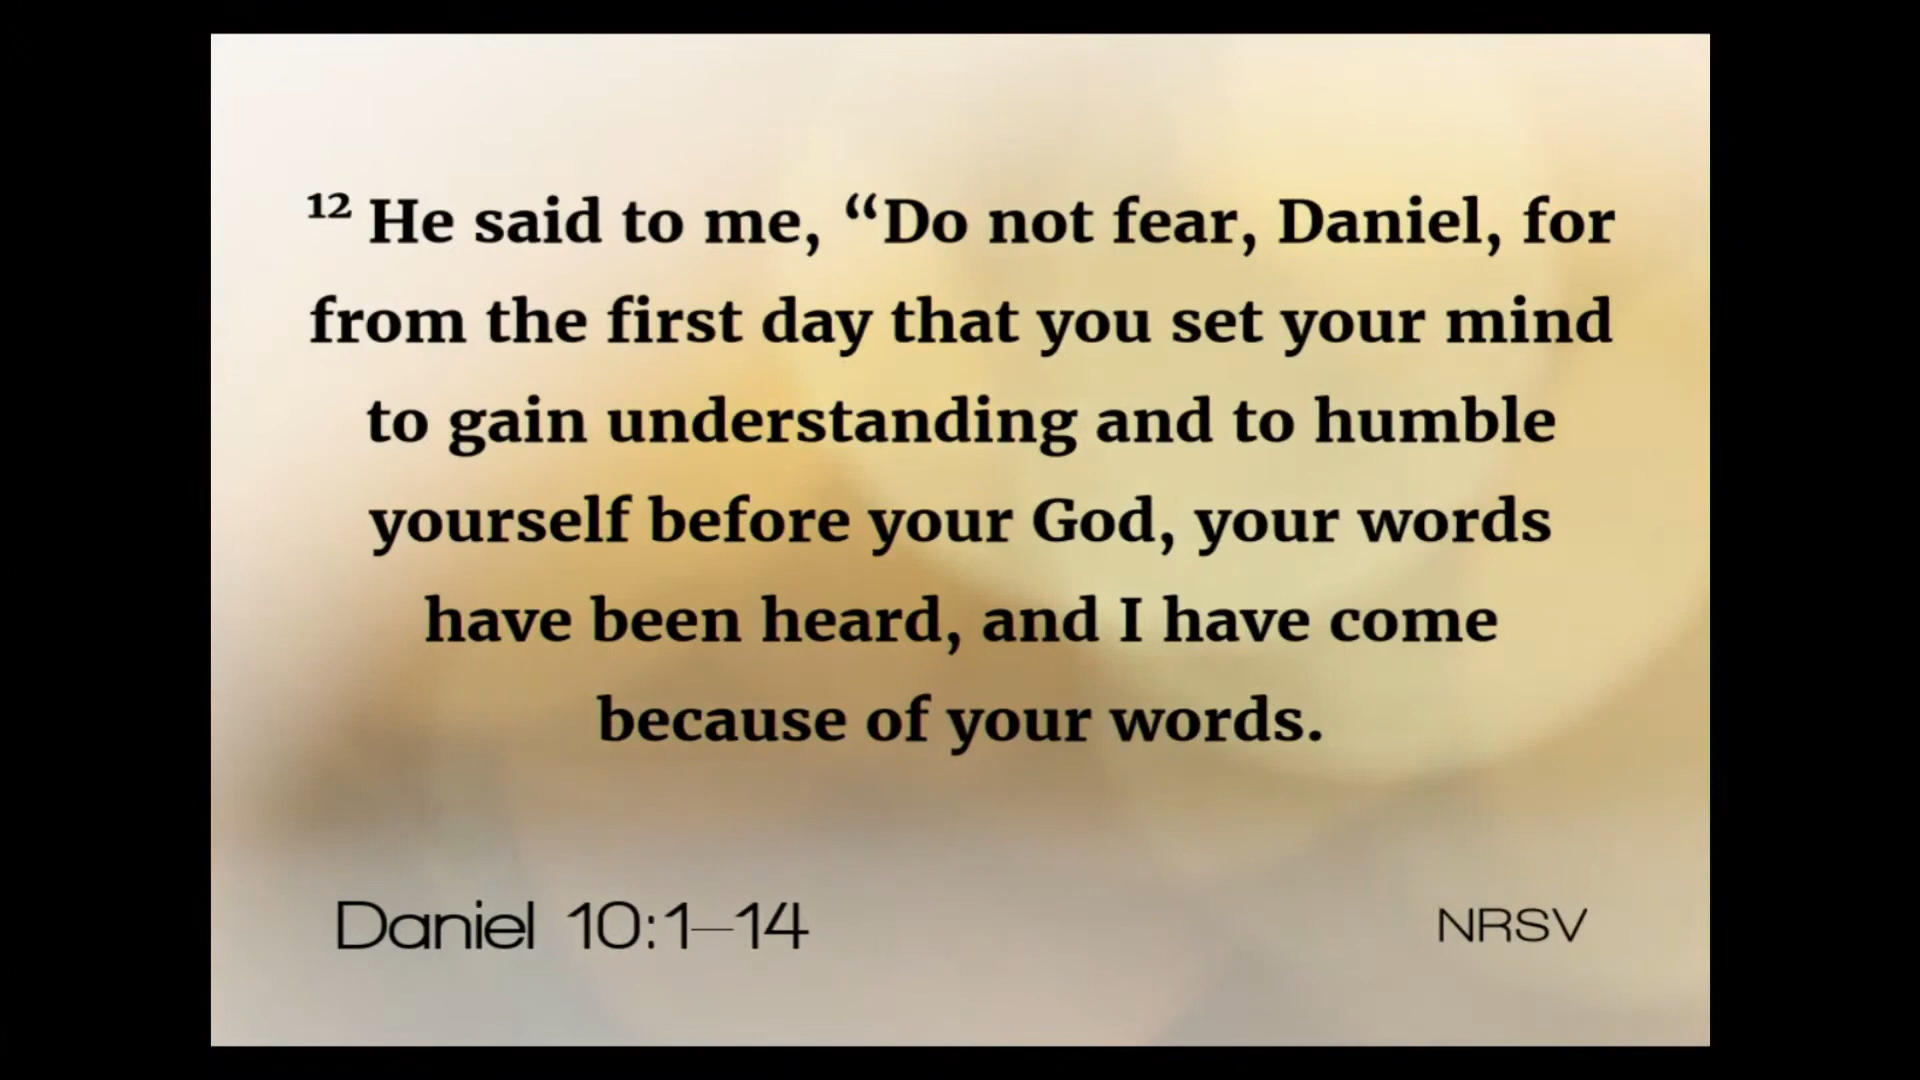 ¹² He said to me, “Do not fear, Daniel, for
from the first day that you set your mind
to gain understanding and to humble
yourself before your God, your words
have been heard, and I have come
because of your words.
Daniel 10:1–14
NRSV